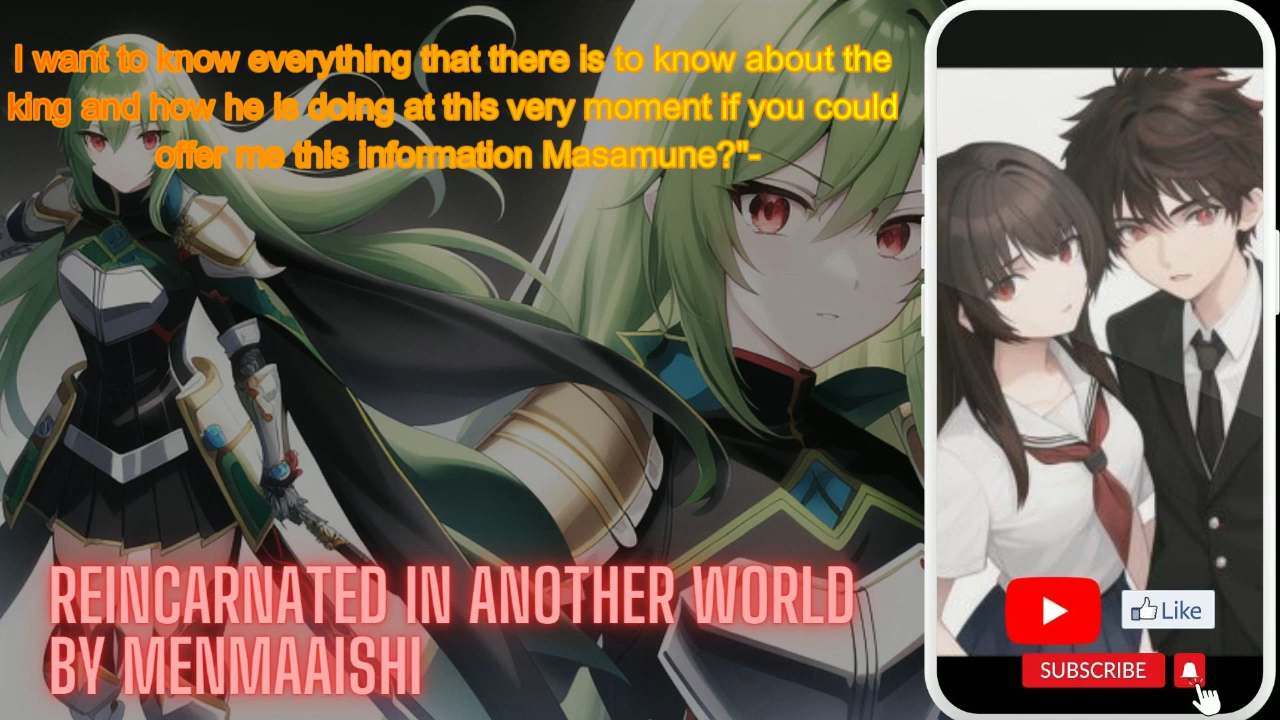 I want to know everything that there is to know about the
king and how he is doing at this very moment if you could
offer me this information Masamune?"-
REINCARNATED IN ANOTHER WORLD
BY MENMAAISHI
Like
SUBSCRIBE